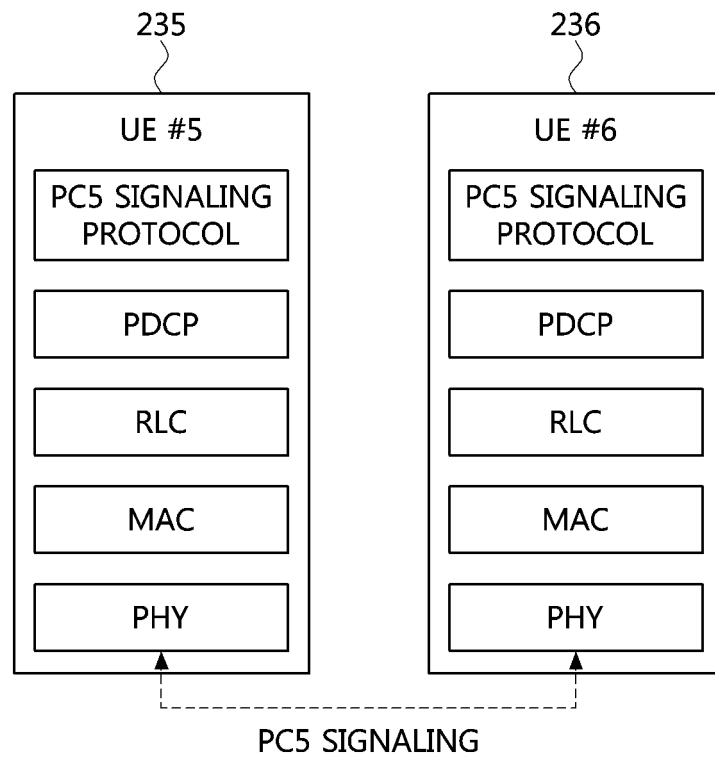 235
236
UE #5
PC5 SIGNALING
PROTOCOL
PDCP
RLC
MAC
PHY
UE #6
PC5 SIGNALING
PROTOCOL
PDCP
RLC
MAC
PHY
PC5 SIGNALING